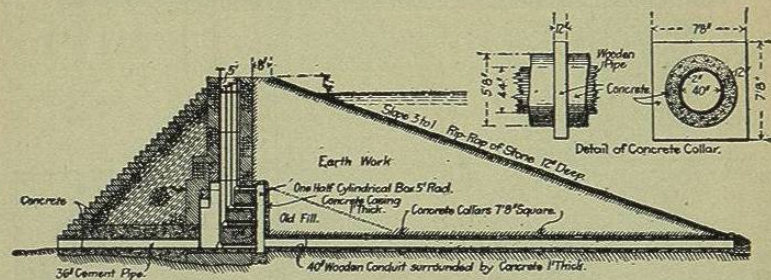 5'
8'
Slope 3 to 1 Rip-Rap of Stone 12" Deep.
Earth Work
One Half Cylindrical Box 5' Rad.
Concrete Casing
1' Thick.
Old Fill.
Concrete Collars 7'8" Square.
Concrete
36" Cement Pipe.
40" Wooden Conduit surrounded by Concrete 1' Thick.
12"
Wooden
Pipe
5'8"
44"
Concrete
7'8"
12"
2"
40"
7'8"
Detail of Concrete Collar.